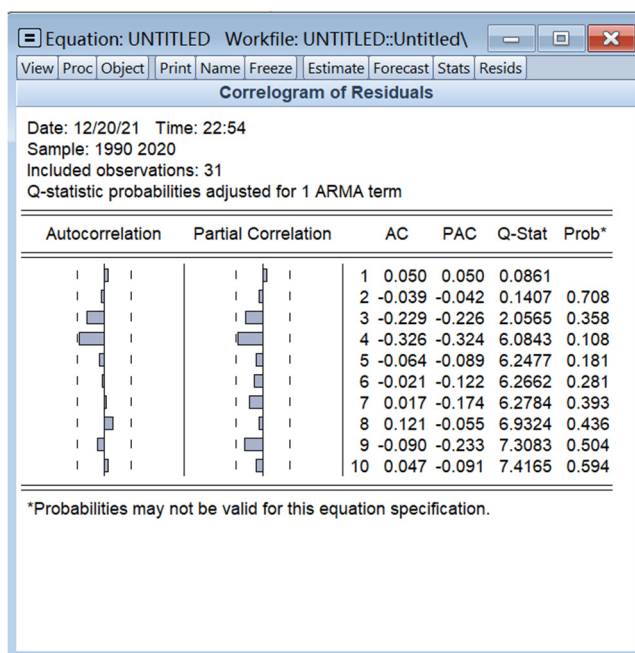 Equation: UNTITLED Workfile: UNTITLED::Untitled\
View Proc Object Print Name Freeze Estimate Forecast Stats Resids
Correlogram of Residuals
Date: 12/20/21 Time: 22:54
Sample: 1990 2020
Included observations: 31
Q-statistic probabilities adjusted for 1 ARMA term
Autocorrelation Partial Correlation AC PAC Q-Stat Prob*
1 0.050 0.050 0.0861
2 -0.039 -0.042 0.1407 0.708
3 -0.229 -0.226 2.0565 0.358
4 -0.326 -0.324 6.0843 0.108
5 -0.064 -0.089 6.2477 0.181
6 -0.021 -0.122 6.2662 0.281
7 0.017 -0.174 6.2784 0.393
8 0.121 -0.055 6.9324 0.436
9 -0.090 -0.233 7.3083 0.504
10 0.047 -0.091 7.4165 0.594
*Probabilities may not be valid for this equation specification.